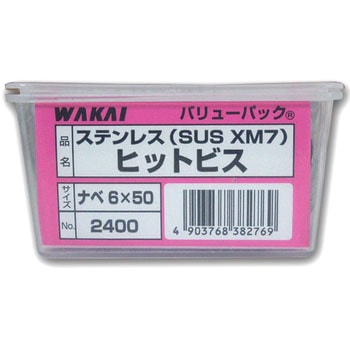 WAKAI バリューパック®
品名 ステンレス(SUS XM7)
ヒットビス
サイズ ナベ 6×50
No. 2400
4 903768 382769